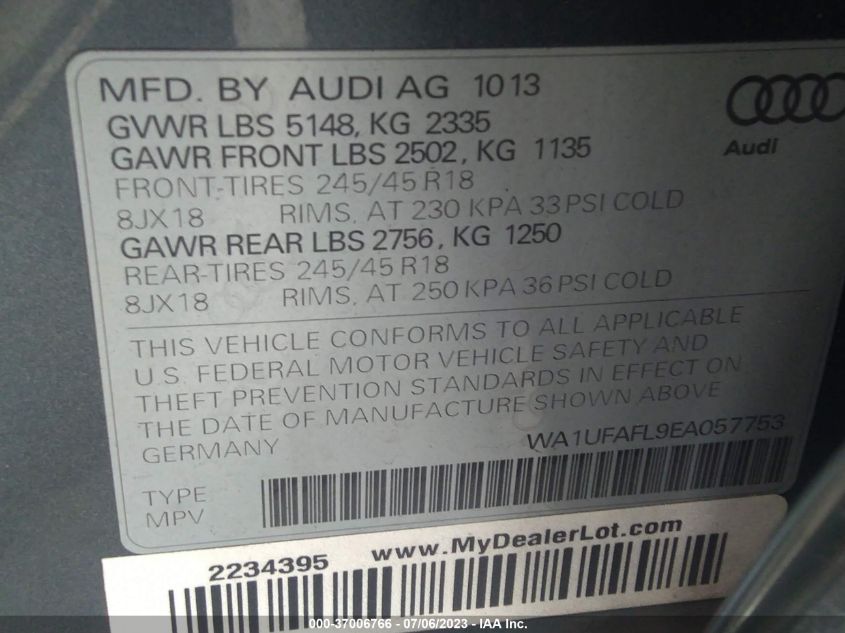 MFD. BY AUDI AG 1013
GVWR LBS 5148, KG 2335
GAWR FRONT LBS 2502, KG 1135
FRONT-TIRES 245/45 R18
8JX18 RIMS, AT 230 KPA 33 PSI COLD
GAWR REAR LBS 2756, KG 1250
REAR-TIRES 245/45 R18
8JX18 RIMS, AT 250 KPA 36 PSI COLD
Audi
THIS VEHICLE CONFORMS TO ALL APPLICABLE
U.S. FEDERAL MOTOR VEHICLE SAFETY AND
THEFT PREVENTION STANDARDS IN EFFECT ON
THE DATE OF MANUFACTURE SHOWN ABOVE
GERMANY WA1UFAFL9EA057753
TYPE
MPV
2234395 www.MyDealerLot.com
000-37006766 - 07/06/2023 - IAA Inc.